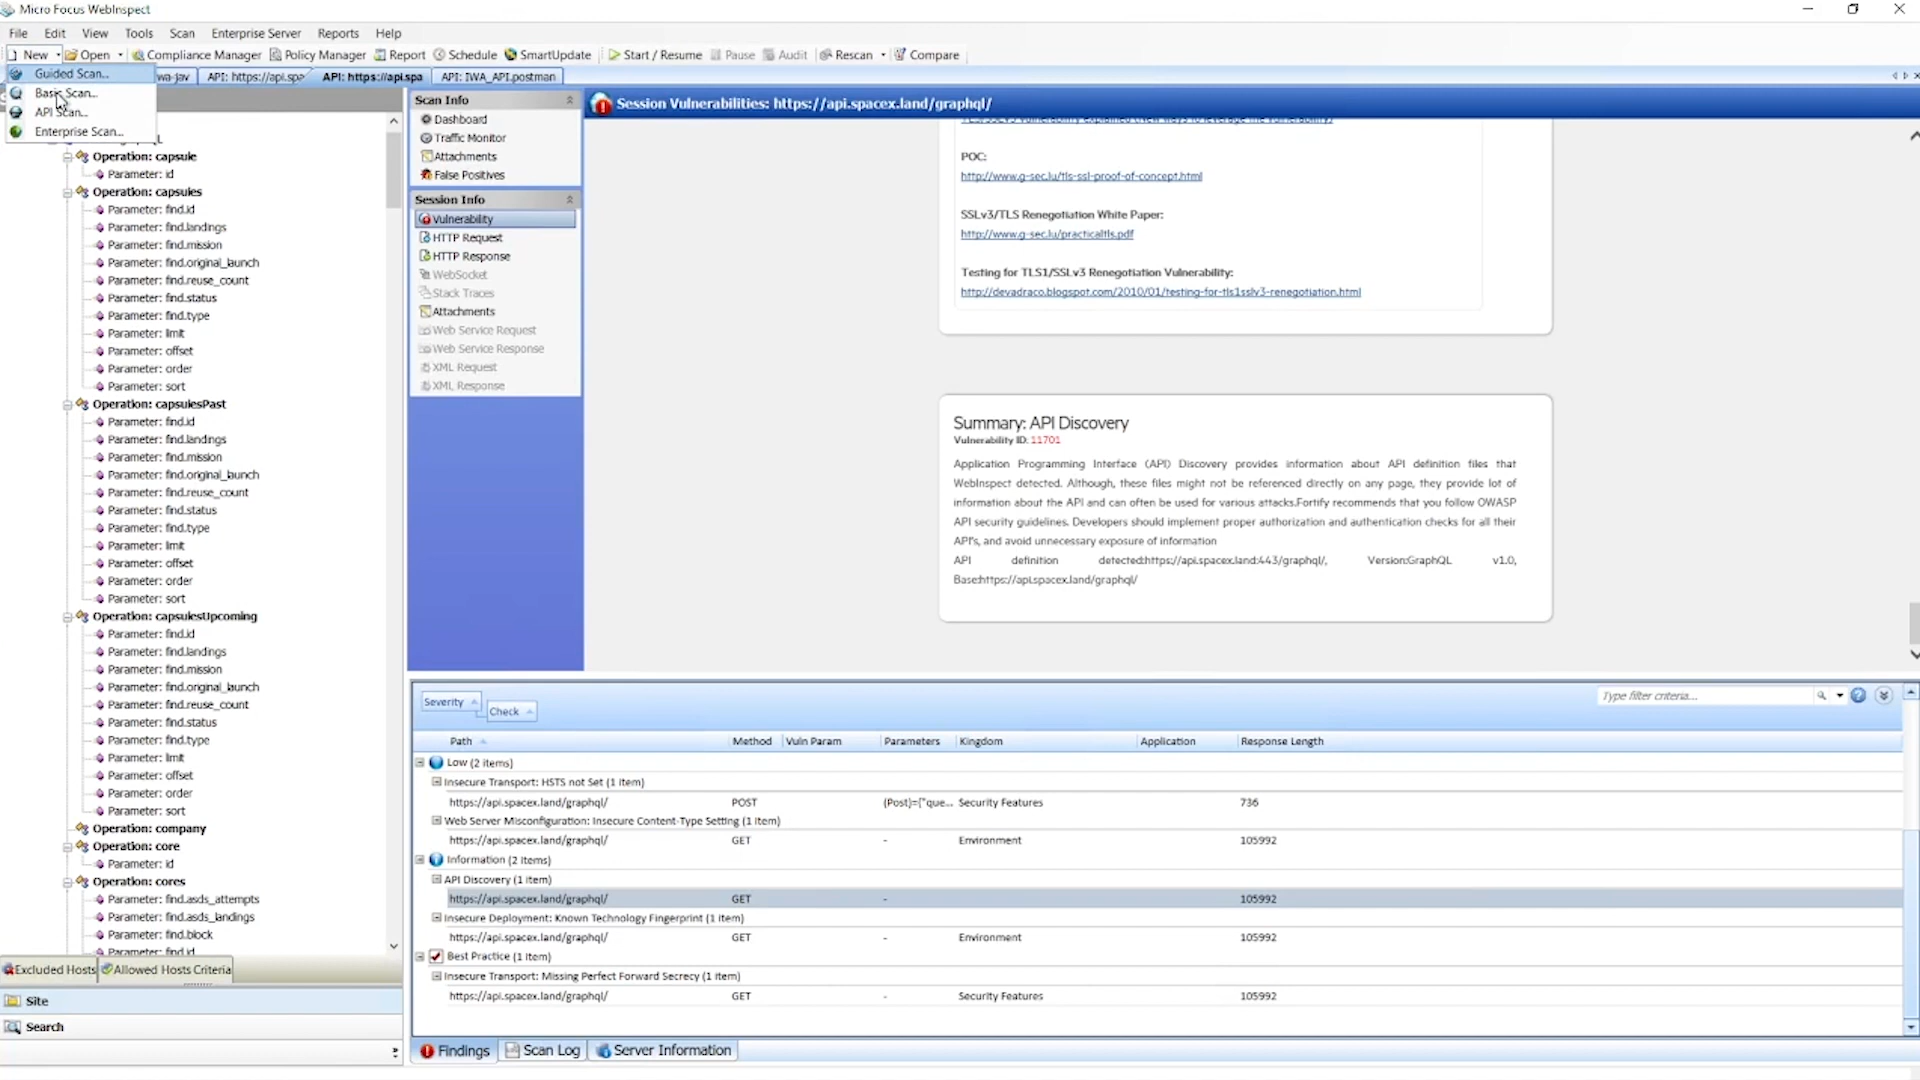 Micro Focus WebInspect
File Edit View Tools Scan Enterprise Server Reports Help
New Open Compliance Manager Policy Manager Report Schedule SmartUpdate Start / Resume Pause Audit Rescan Compare
Guided Scan...
Basic Scan...
API Scan...
Enterprise Scan...
wa-jav API: https://api.spa API: https://api.spa API: IWA_API.postman
Operation: capsule
Parameter: id
Operation: capsules
Parameter: find.id
Parameter: find.landings
Parameter: find.mission
Parameter: find.original_launch
Parameter: find.reuse_count
Parameter: find.status
Parameter: find.type
Parameter: limit
Parameter: offset
Parameter: order
Parameter: sort
Operation: capsulesPast
Parameter: find.id
Parameter: find.landings
Parameter: find.mission
Parameter: find.original_launch
Parameter: find.reuse_count
Parameter: find.status
Parameter: find.type
Parameter: limit
Parameter: offset
Parameter: order
Parameter: sort
Operation: capsulesUpcoming
Parameter: find.id
Parameter: find.landings
Parameter: find.mission
Parameter: find.original_launch
Parameter: find.reuse_count
Parameter: find.status
Parameter: find.type
Parameter: limit
Parameter: offset
Parameter: order
Parameter: sort
Operation: company
Operation: core
Parameter: id
Operation: cores
Parameter: find.asds_attempts
Parameter: find.asds_landings
Parameter: find.block
Parameter: find.id
Excluded Hosts Allowed Hosts Criteria
Site
Search
Scan Info
Dashboard
Traffic Monitor
Attachments
False Positives
Session Info
Vulnerability
HTTP Request
HTTP Response
WebSocket
Stack Traces
Attachments
Web Service Request
Web Service Response
XML Request
XML Response
Session Vulnerabilities: https://api.spacex.land/graphql/
TLS/SSLv3 vulnerability explained (New ways to leverage the vulnerability)
POC:
http://www.g-sec.lu/tls-ssl-proof-of-concept.html
SSLv3/TLS Renegotiation White Paper:
http://www.g-sec.lu/practicaltls.pdf
Testing for TLS1/SSLv3 Renegotiation Vulnerability:
http://devadraco.blogspot.com/2010/01/testing-for-tls1sslv3-renegotiation.html
Summary: API Discovery
Vulnerability ID: 11701
Application Programming Interface (API) Discovery provides information about API definition files that
WebInspect detected. Although, these files might not be referenced directly on any page, they provide lot of
information about the API and can often be used for various attacks.Fortify recommends that you follow OWASP
API security guidelines. Developers should implement proper authorization and authentication checks for all their
API's, and avoid unnecessary exposure of information
API definition detected:https://api.spacex.land:443/graphql/, Version:GraphQL v1.0,
Base:https://api.spacex.land/graphql/
Severity
Check
Type filter criteria...
Path Method Vuln Param Parameters Kingdom Application Response Length
Low (2 items)
Insecure Transport: HSTS not Set (1 item)
https://api.spacex.land/graphql/ POST (Post)={"que... Security Features 736
Web Server Misconfiguration: Insecure Content-Type Setting (1 item)
https://api.spacex.land/graphql/ GET - Environment 105992
Information (2 items)
API Discovery (1 item)
https://api.spacex.land/graphql/ GET - 105992
Insecure Deployment: Known Technology Fingerprint (1 item)
https://api.spacex.land/graphql/ GET - Environment 105992
Best Practice (1 item)
Insecure Transport: Missing Perfect Forward Secrecy (1 item)
https://api.spacex.land/graphql/ GET - Security Features 105992
Findings Scan Log Server Information